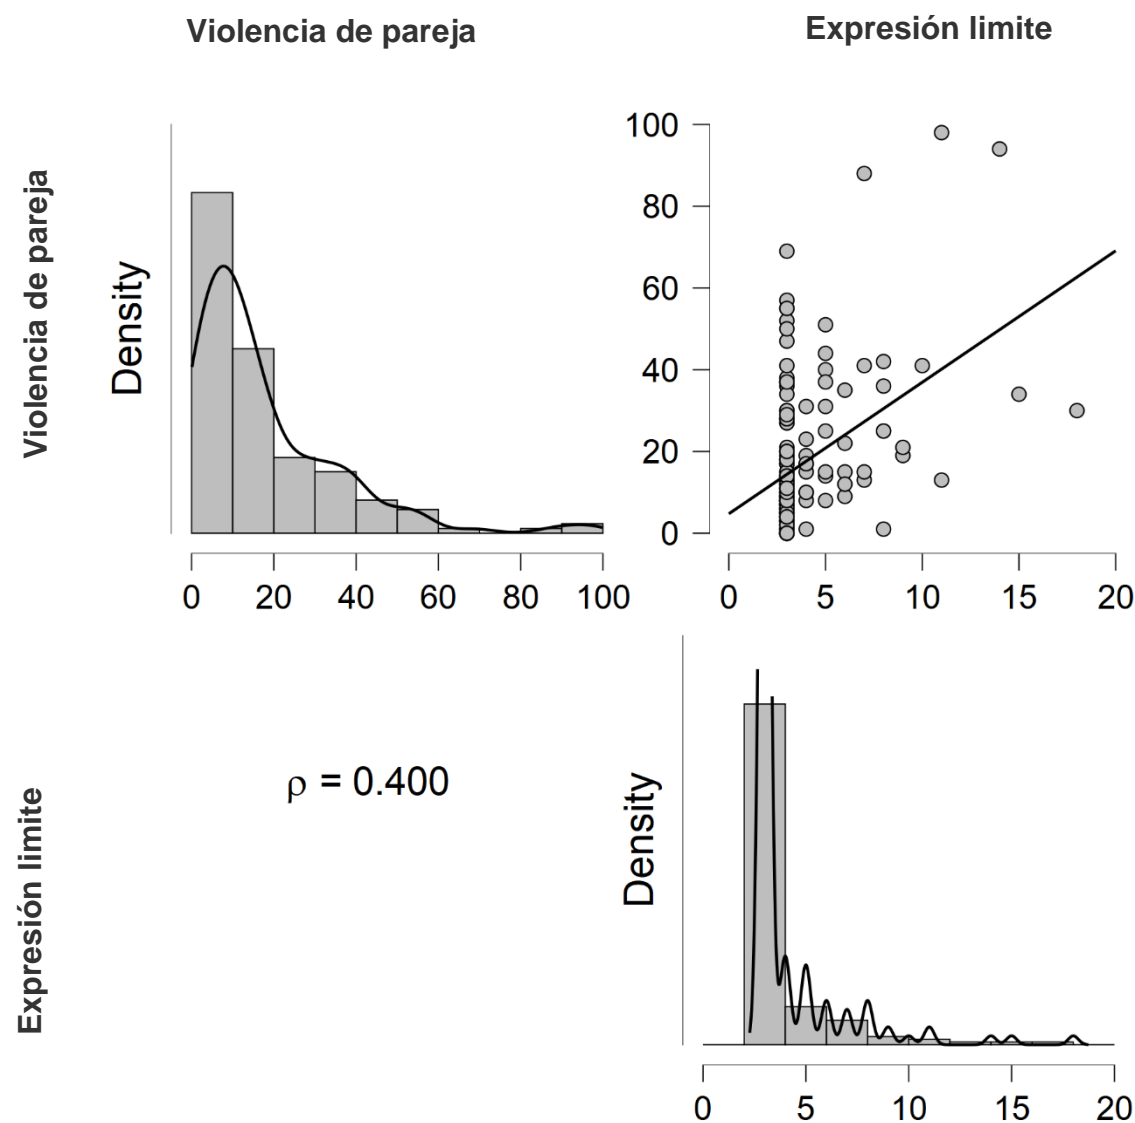 Violencia de pareja
Expresión limite
Violencia de pareja
Density
0 20 40 60 80 100
100
80
60
40
20
0
0 5 10 15 20
Expresión limite
ρ = 0.400
Density
0 5 10 15 20